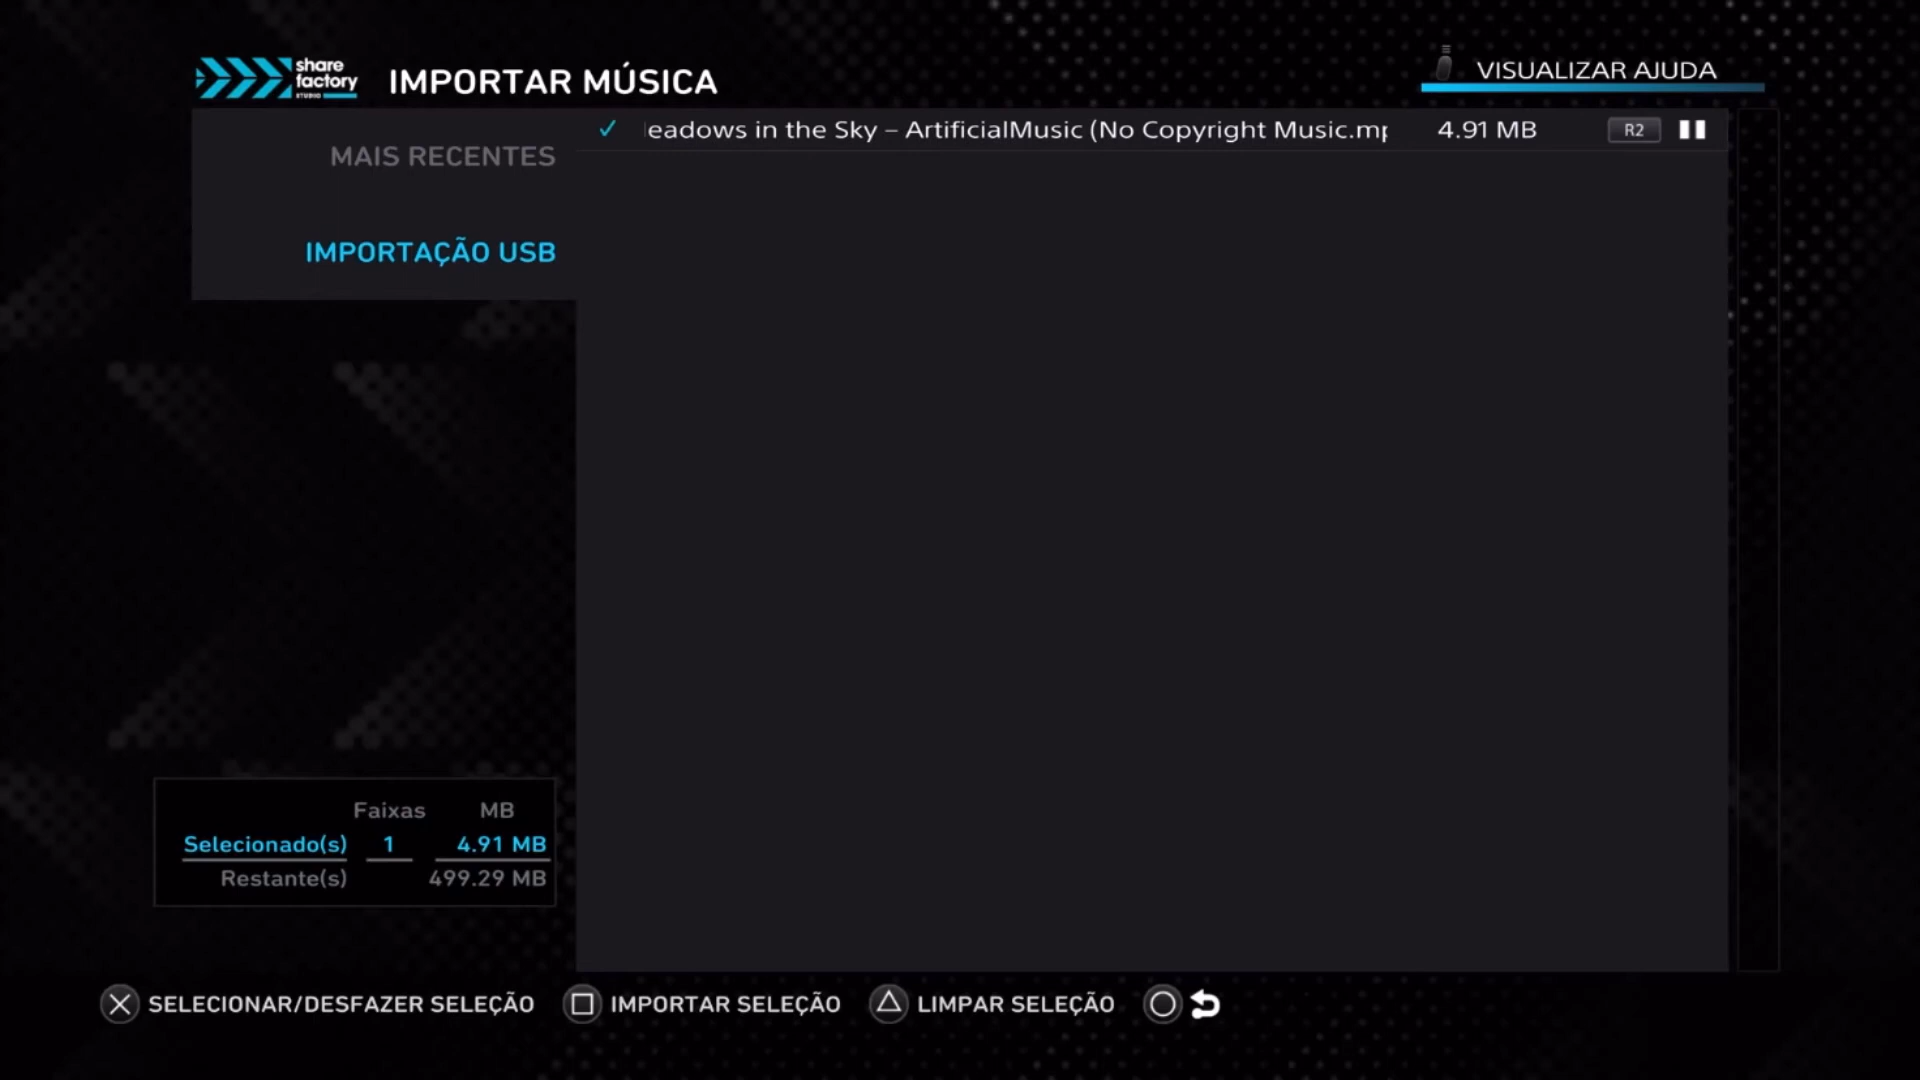 share
factory
STUDIO
IMPORTAR MÚSICA
VISUALIZAR AJUDA
MAIS RECENTES
IMPORTAÇÃO USB
✓ eadows in the Sky – ArtificialMusic (No Copyright Music.mp 4.91 MB R2
Faixas MB
Selecionado(s) 1 4.91 MB
Restante(s) 499.29 MB
SELECIONAR/DESFAZER SELEÇÃO IMPORTAR SELEÇÃO LIMPAR SELEÇÃO